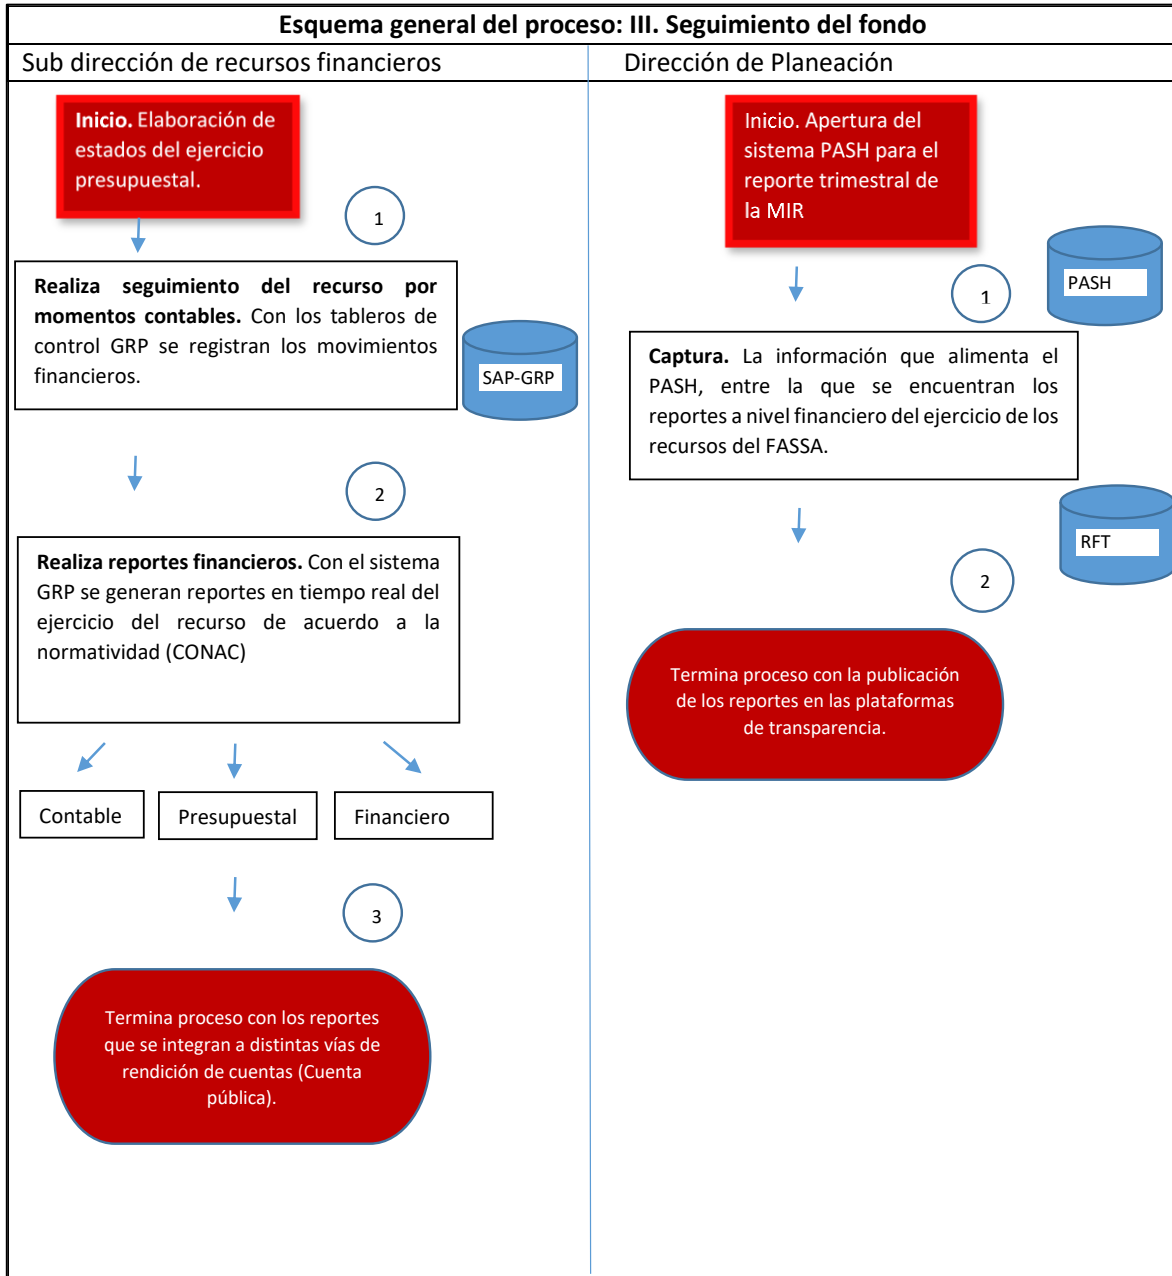 Esquema general del proceso: III. Seguimiento del fondo
Sub dirección de recursos financieros
Inicio. Elaboración de
estados del ejercicio
presupuestal.
1
Realiza seguimiento del recurso por
momentos contables. Con los tableros de
control GRP se registran los movimientos
financieros.
SAP-GRP
2
Realiza reportes financieros. Con el sistema
GRP se generan reportes en tiempo real del
ejercicio del recurso de acuerdo a la
normatividad (CONAC)
Contable
Presupuestal
Financiero
3
Termina proceso con los reportes
que se integran a distintas vías de
rendición de cuentas (Cuenta
pública).
Dirección de Planeación
Inicio. Apertura del
sistema PASH para el
reporte trimestral de
la MIR
PASH
1
Captura. La información que alimenta el
PASH, entre la que se encuentran los
reportes a nivel financiero del ejercicio de los
recursos del FASSA.
RFT
2
Termina proceso con la publicación
de los reportes en las plataformas
de transparencia.